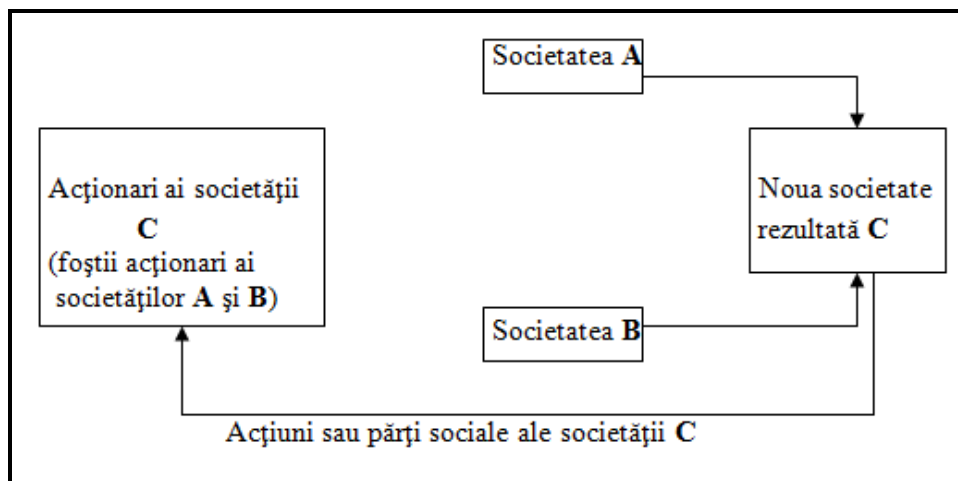 Societatea A
Acţionari ai societăţii
C
(foştii acţionari ai
societăţilor A şi B)
Noua societate
rezultată C
Societatea B
Acţiuni sau părţi sociale ale societăţii C